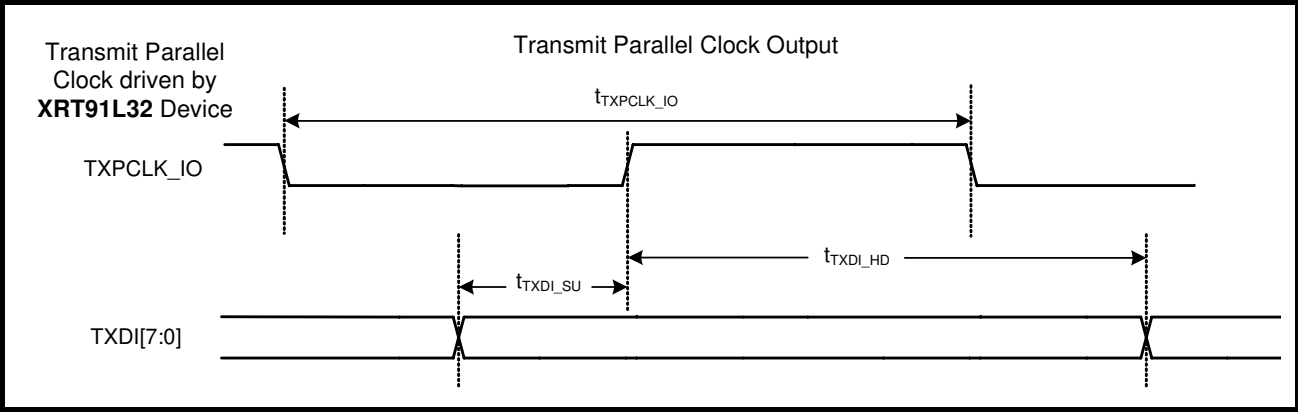 Transmit Parallel
Clock driven by
XRT91L32 Device
Transmit Parallel Clock Output
tTXPCLK_IO
TXPCLK_IO
tTXDI_HD
tTXDI_SU
TXDI[7:0]